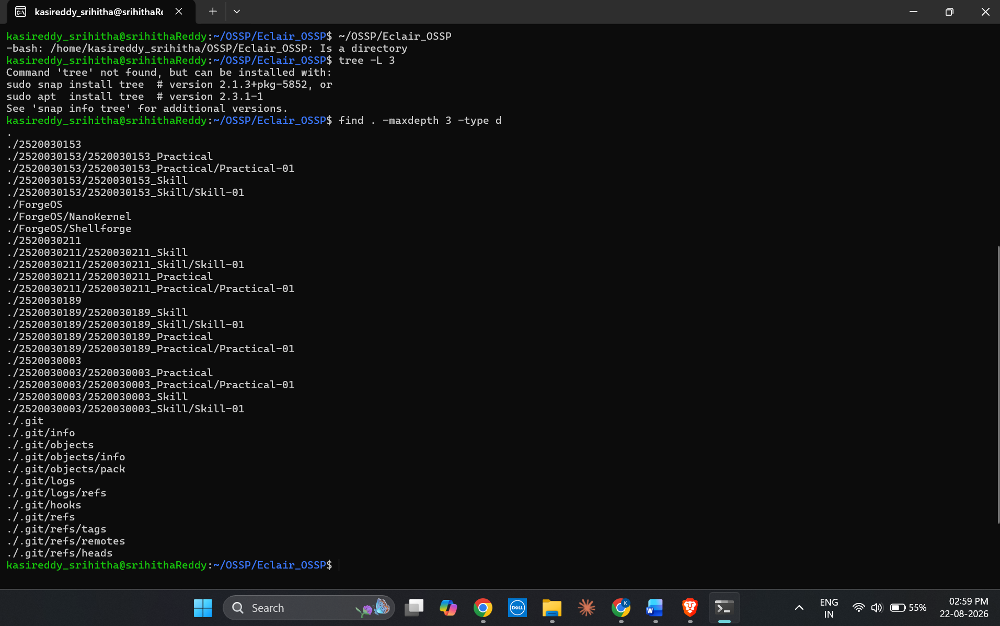 kasireddy_srihitha@srihithaRe
kasireddy_srihitha@srihithaReddy:~/OSSP/Eclair_OSSP$ ~/OSSP/Eclair_OSSP
-bash: /home/kasireddy_srihitha/OSSP/Eclair_OSSP: Is a directory
kasireddy_srihitha@srihithaReddy:~/OSSP/Eclair_OSSP$ tree -L 3
Command 'tree' not found, but can be installed with:
sudo snap install tree  # version 2.1.3+pkg-5852, or
sudo apt  install tree  # version 2.3.1-1
See 'snap info tree' for additional versions.
kasireddy_srihitha@srihithaReddy:~/OSSP/Eclair_OSSP$ find . -maxdepth 3 -type d
.
./2520030153
./2520030153/2520030153_Practical
./2520030153/2520030153_Practical/Practical-01
./2520030153/2520030153_Skill
./2520030153/2520030153_Skill/Skill-01
./ForgeOS
./ForgeOS/NanoKernel
./ForgeOS/Shellforge
./2520030211
./2520030211/2520030211_Skill
./2520030211/2520030211_Skill/Skill-01
./2520030211/2520030211_Practical
./2520030211/2520030211_Practical/Practical-01
./2520030189
./2520030189/2520030189_Skill
./2520030189/2520030189_Skill/Skill-01
./2520030189/2520030189_Practical
./2520030189/2520030189_Practical/Practical-01
./2520030003
./2520030003/2520030003_Practical
./2520030003/2520030003_Practical/Practical-01
./2520030003/2520030003_Skill
./2520030003/2520030003_Skill/Skill-01
./.git
./.git/info
./.git/objects
./.git/objects/info
./.git/objects/pack
./.git/logs
./.git/logs/refs
./.git/hooks
./.git/refs
./.git/refs/tags
./.git/refs/remotes
./.git/refs/heads
kasireddy_srihitha@srihithaReddy:~/OSSP/Eclair_OSSP$
Search
DELL
K
W
ENG
IN
55%
02:59 PM
22-08-2026